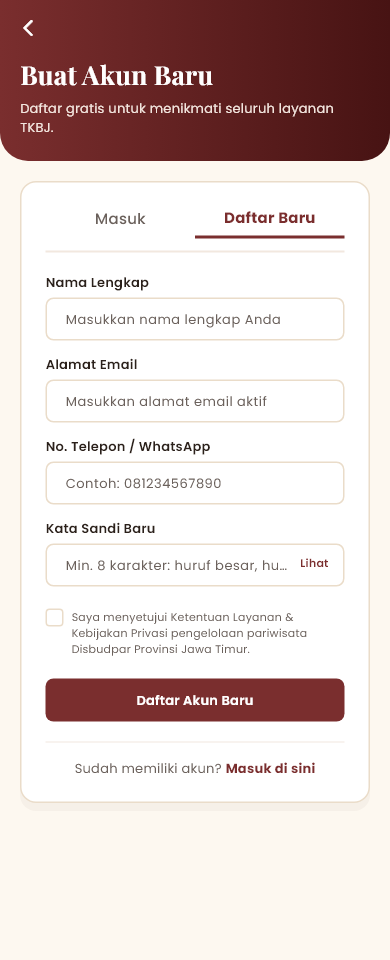 Buat Akun Baru
Daftar gratis untuk menikmati seluruh layanan
TKBJ.
Masuk
Daftar Baru
Nama Lengkap
Masukkan nama lengkap Anda
Alamat Email
Masukkan alamat email aktif
No. Telepon / WhatsApp
Contoh: 081234567890
Kata Sandi Baru
Min. 8 karakter: huruf besar, hu... Lihat
Saya menyetujui Ketentuan Layanan &
Kebijakan Privasi pengelolaan pariwisata
Disbudpar Provinsi Jawa Timur.
Daftar Akun Baru
Sudah memiliki akun? Masuk di sini